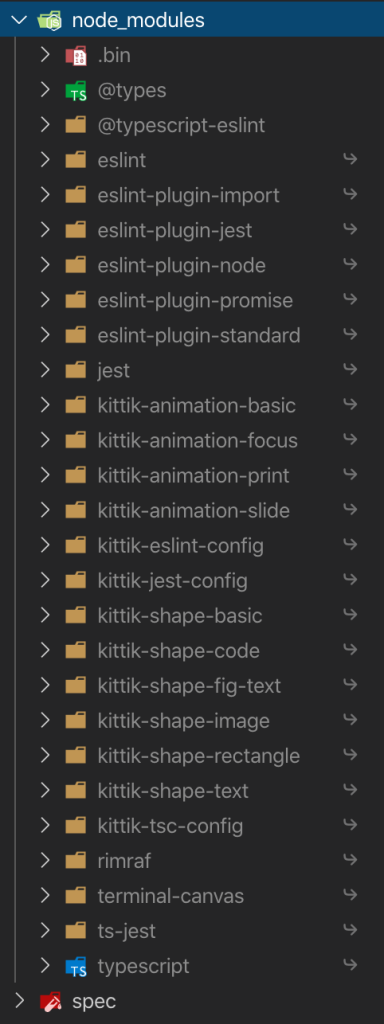 node_modules
.bin
@types
@typescript-eslint
eslint
eslint-plugin-import
eslint-plugin-jest
eslint-plugin-node
eslint-plugin-promise
eslint-plugin-standard
jest
kittik-animation-basic
kittik-animation-focus
kittik-animation-print
kittik-animation-slide
kittik-eslint-config
kittik-jest-config
kittik-shape-basic
kittik-shape-code
kittik-shape-fig-text
kittik-shape-image
kittik-shape-rectangle
kittik-shape-text
kittik-tsc-config
rimraf
terminal-canvas
ts-jest
typescript
spec